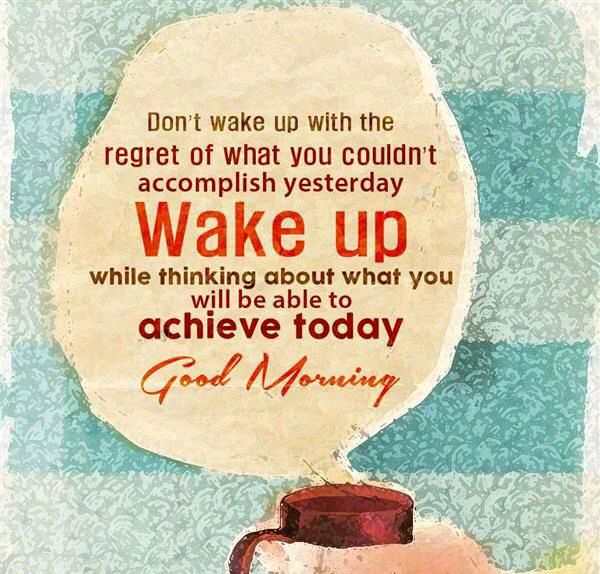 Don't wake up with the
regret of what you couldn't
accomplish yesterday
Wake up
while thinking about what you
will be able to
achieve today
Good Morning